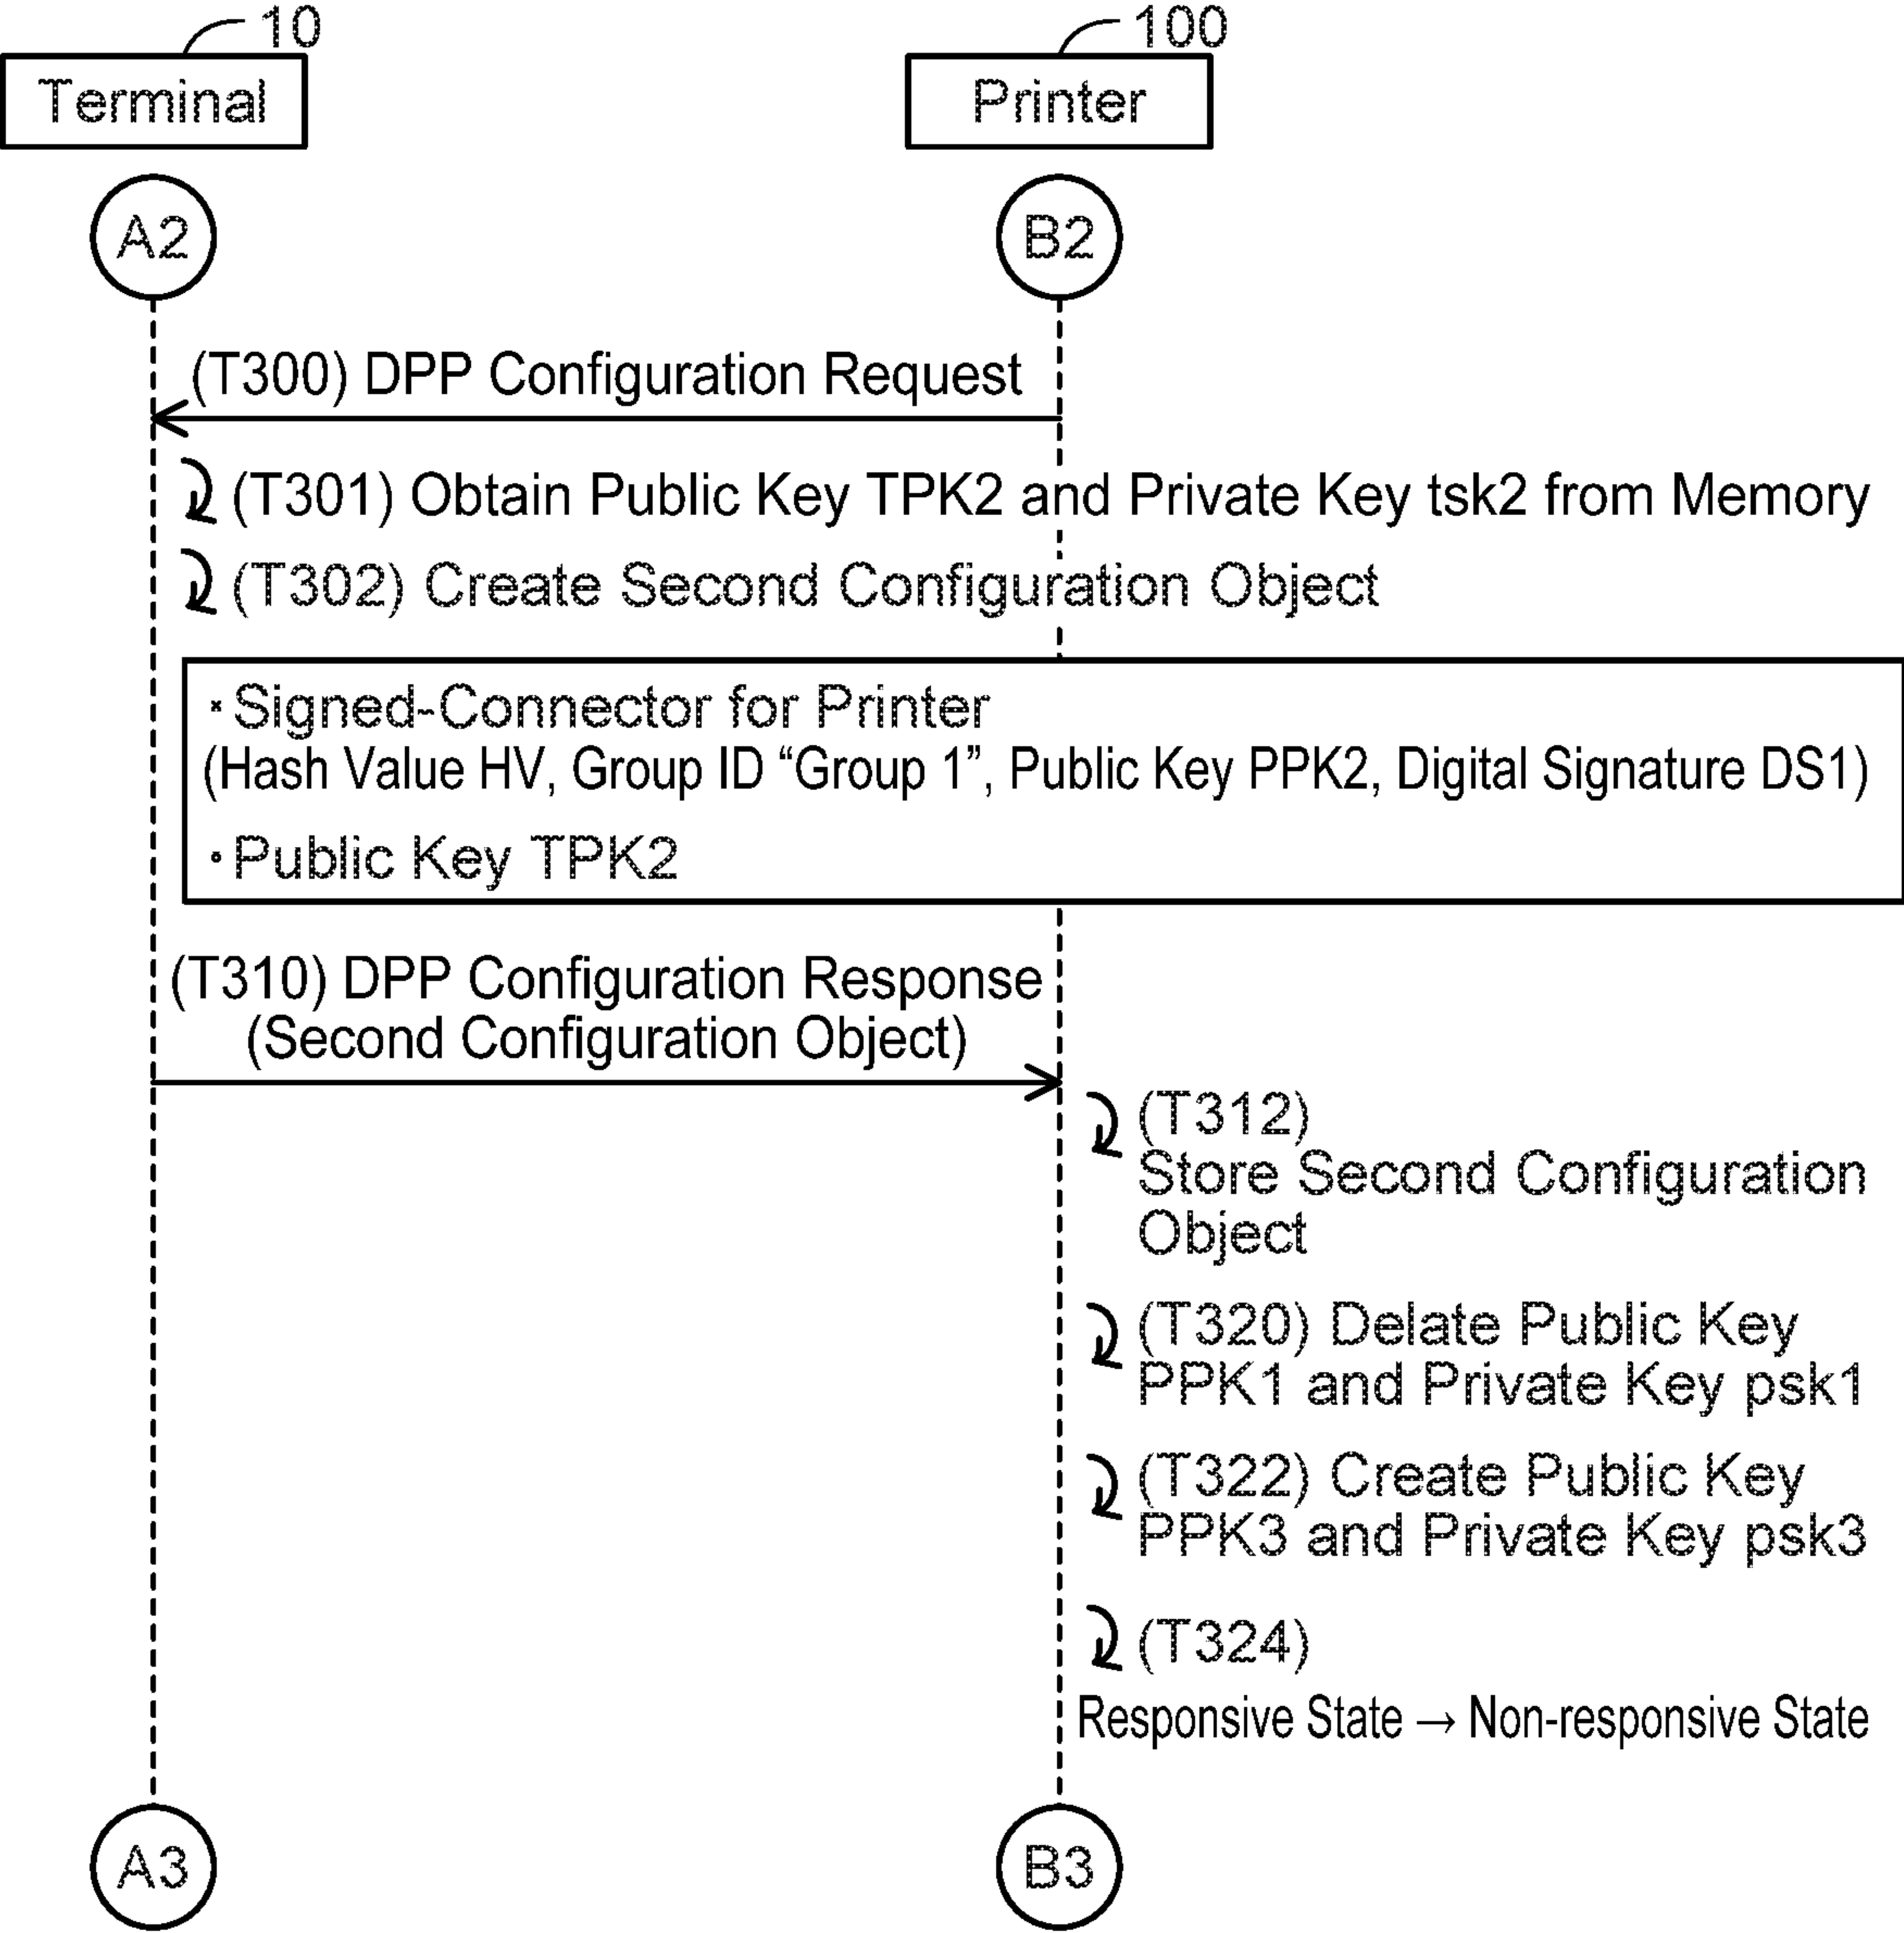 10
100
Terminal
Printer
A2
B2
(T300) DPP Configuration Request
(T301) Obtain Public Key TPK2 and Private Key tsk2 from Memory
(T302) Create Second Configuration Object
・Signed-Connector for Printer
(Hash Value HV, Group ID “Group 1”, Public Key PPK2, Digital Signature DS1)
・Public Key TPK2
(T310) DPP Configuration Response
(Second Configuration Object)
(T312)
Store Second Configuration
Object
(T320) Delate Public Key
PPK1 and Private Key psk1
(T322) Create Public Key
PPK3 and Private Key psk3
(T324)
Responsive State → Non-responsive State
A3
B3